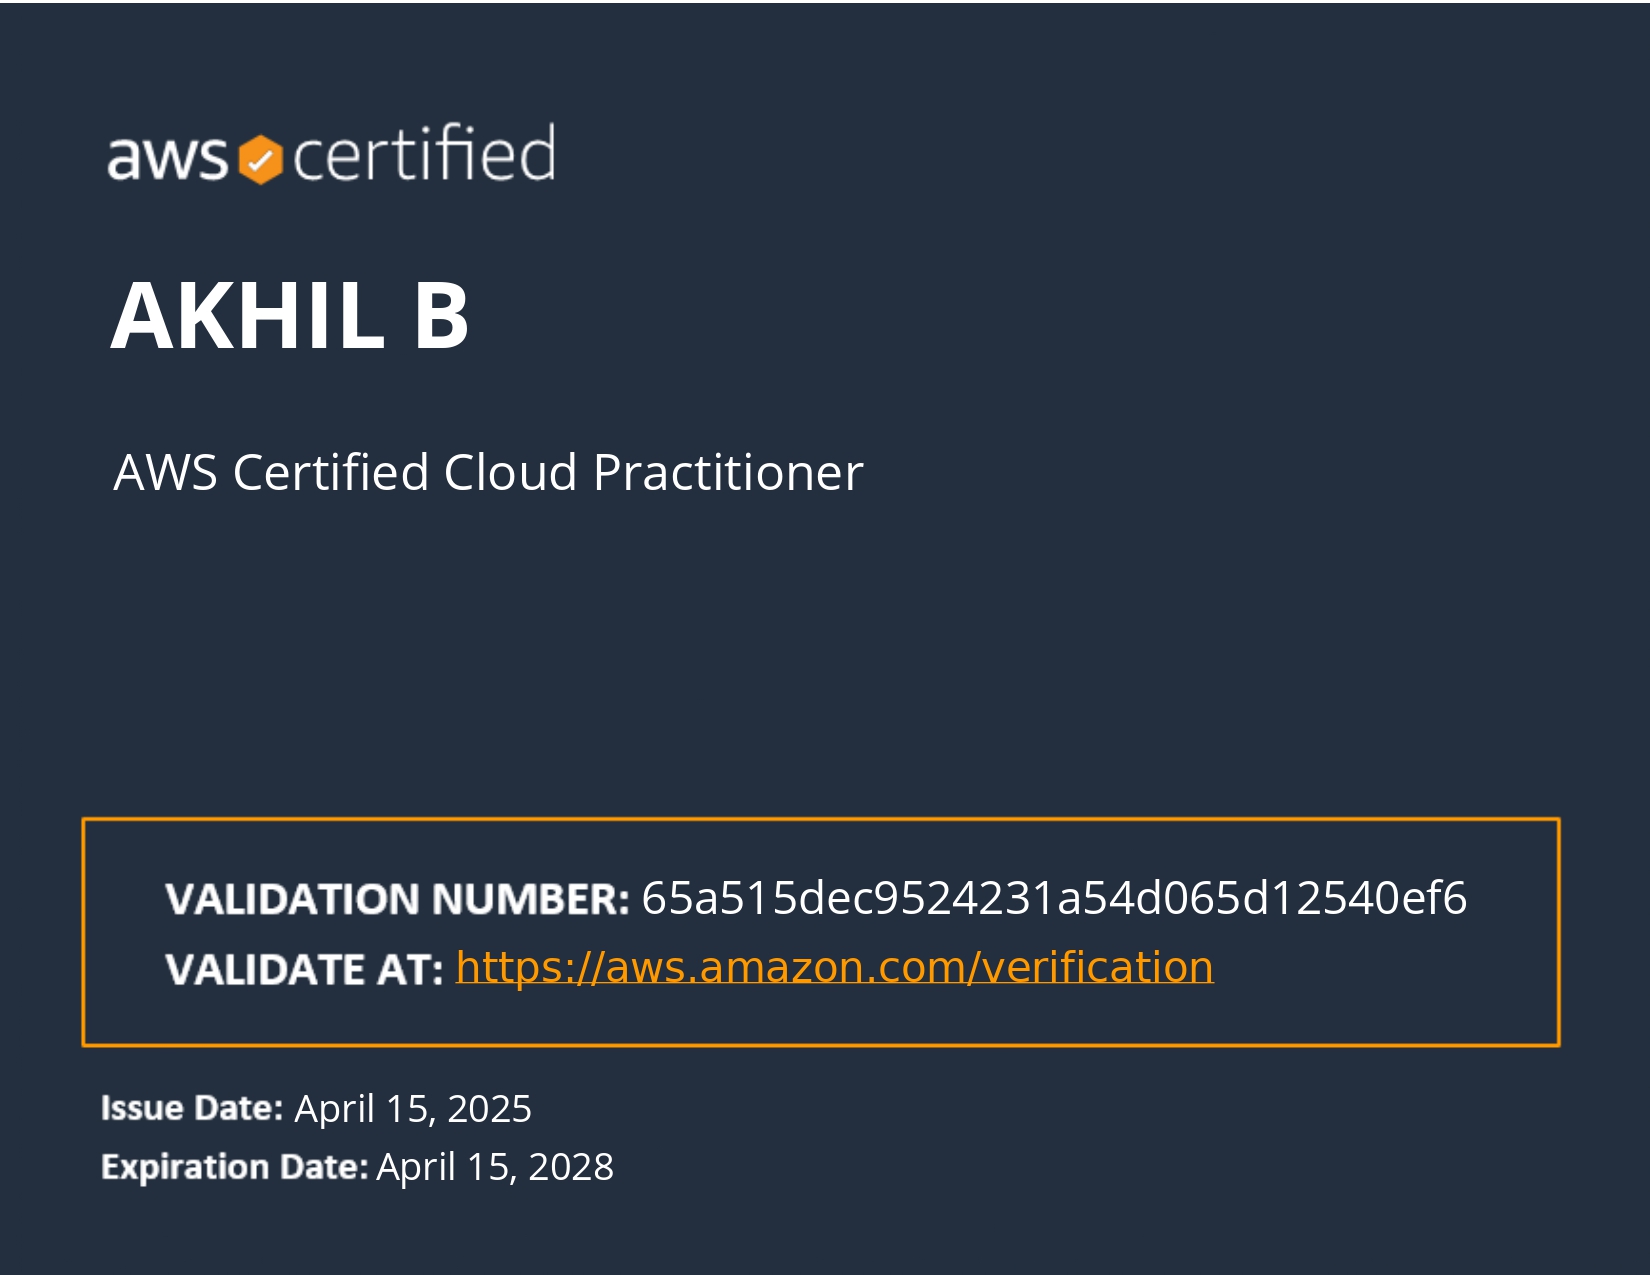 aws certified
AKHIL B
AWS Certified Cloud Practitioner
VALIDATION NUMBER: 65a515dec9524231a54d065d12540ef6
VALIDATE AT: https://aws.amazon.com/verification
Issue Date: April 15, 2025
Expiration Date: April 15, 2028